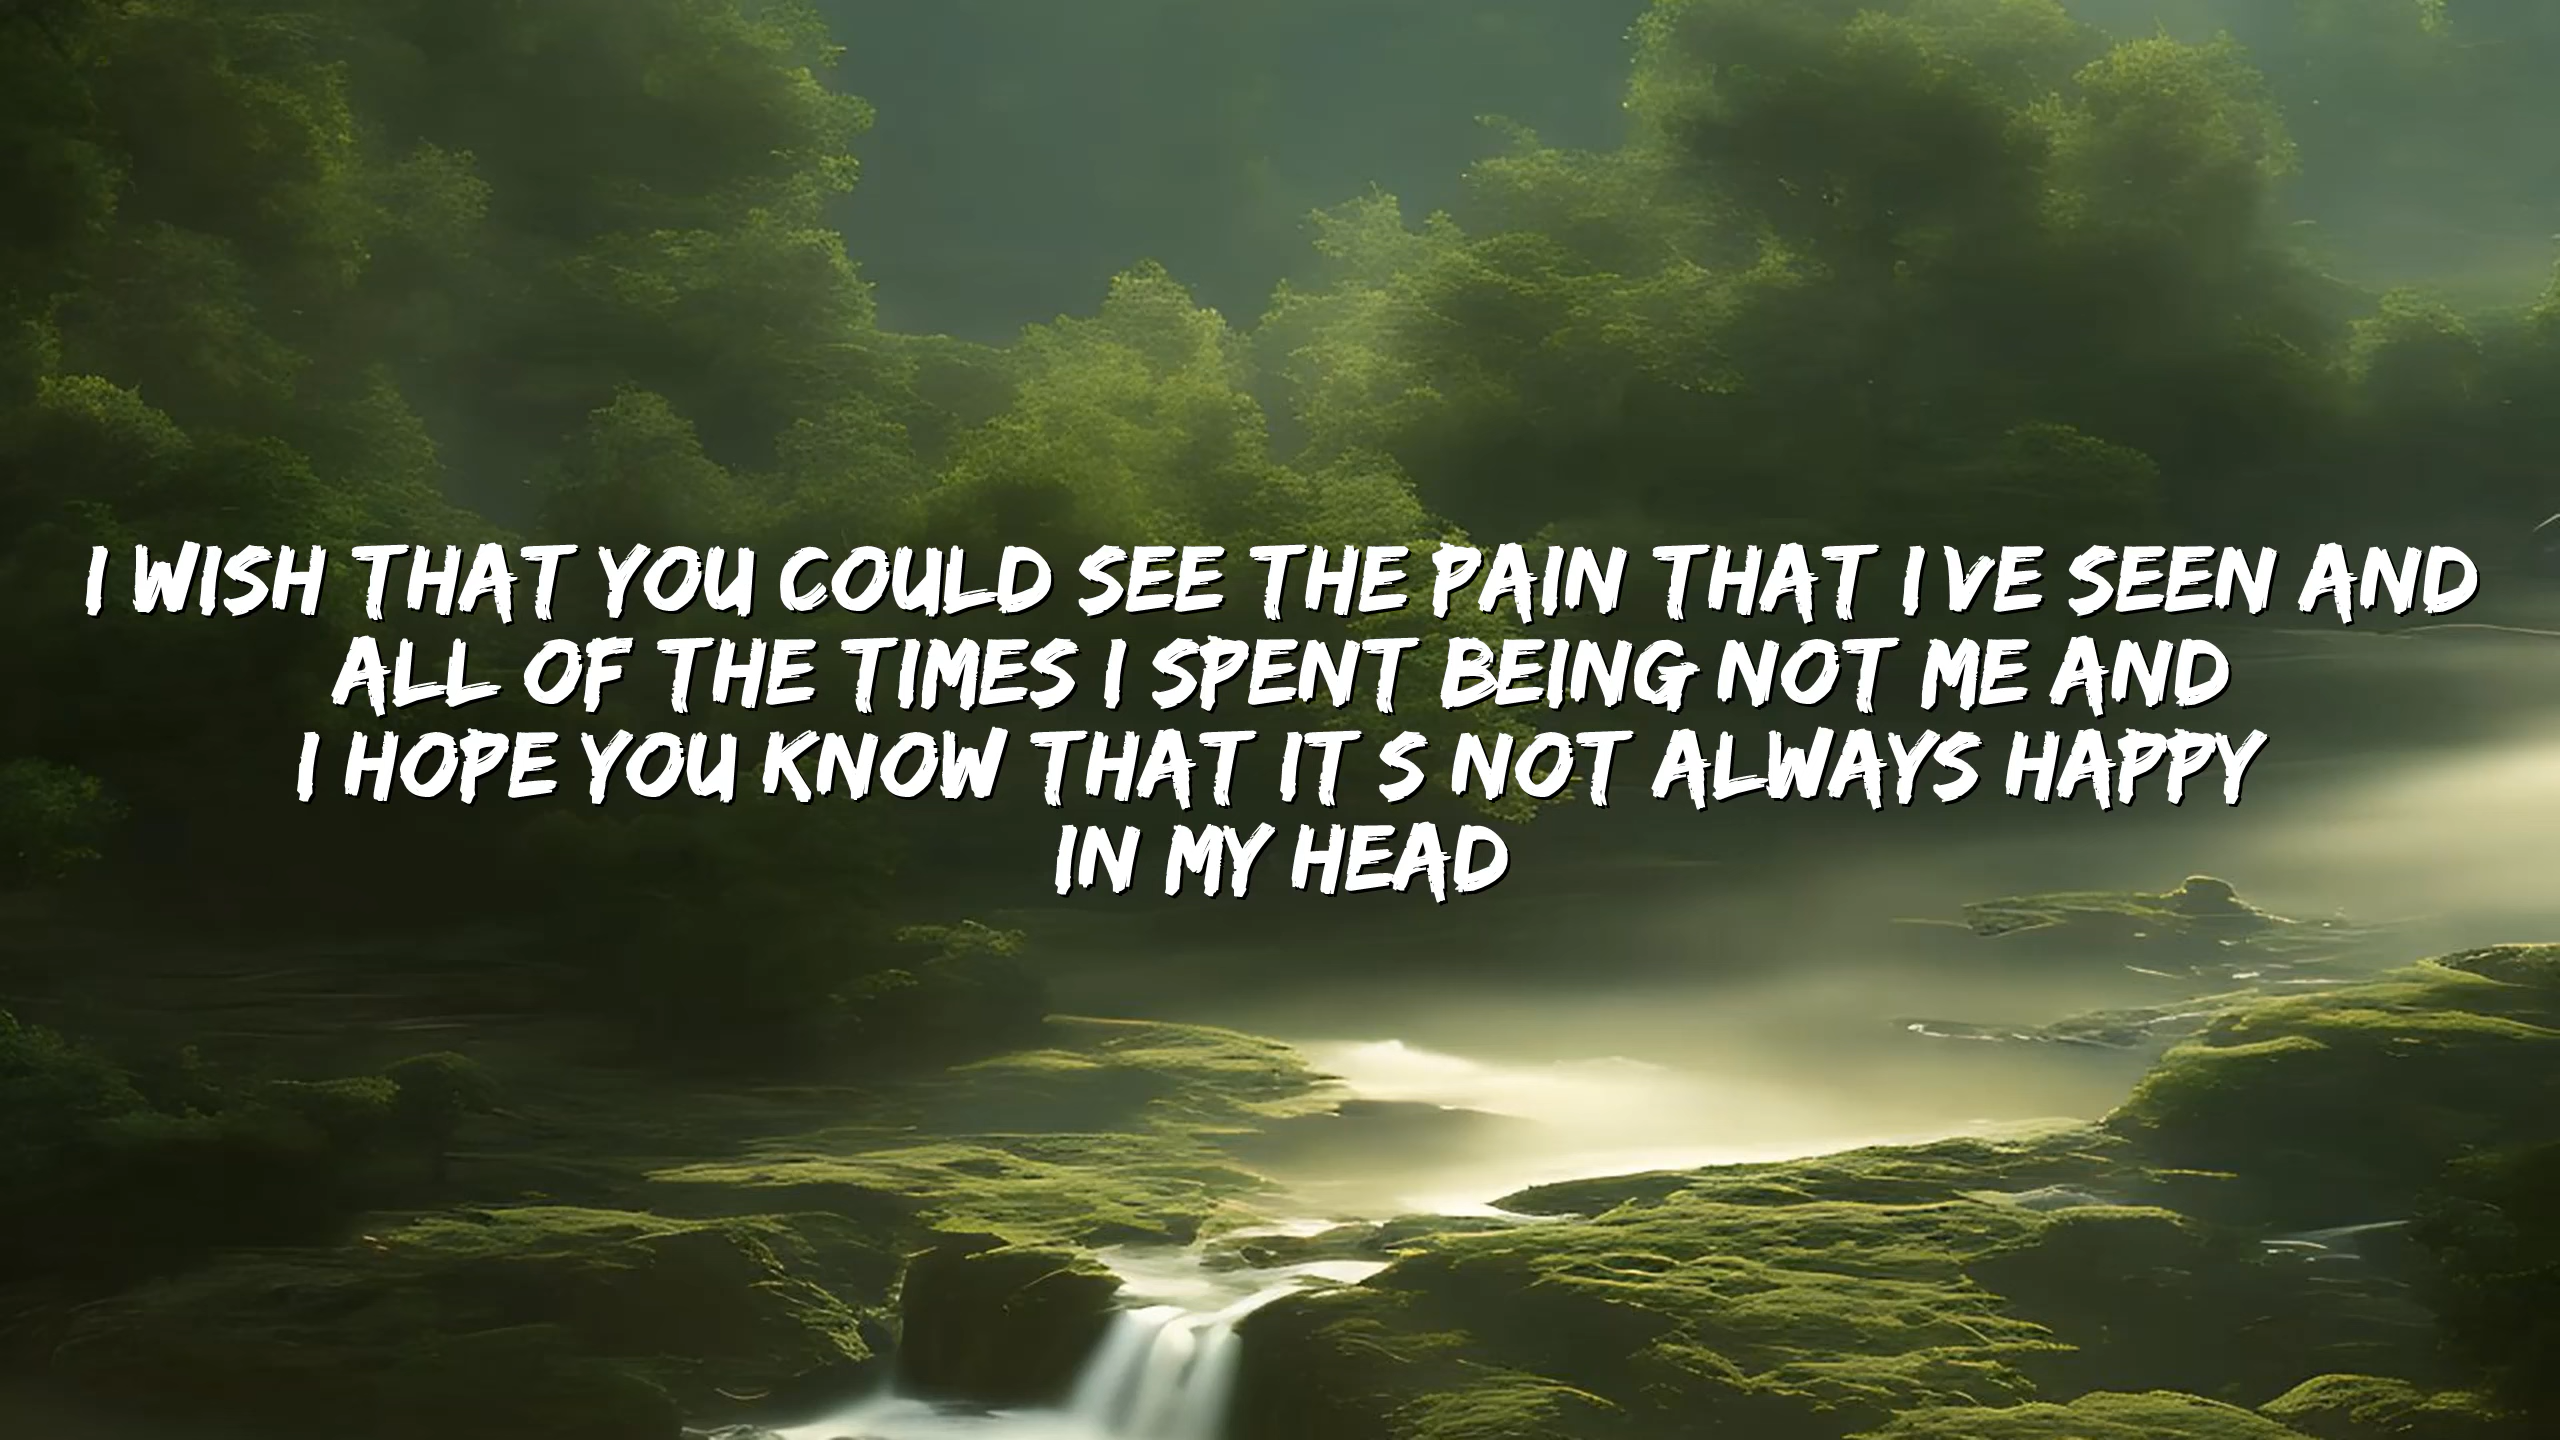 I WISH THAT YOU COULD SEE THE PAIN THAT I VE SEEN AND
ALL OF THE TIMES I SPENT BEING NOT ME AND
I HOPE YOU KNOW THAT IT S NOT ALWAYS HAPPY
IN MY HEAD